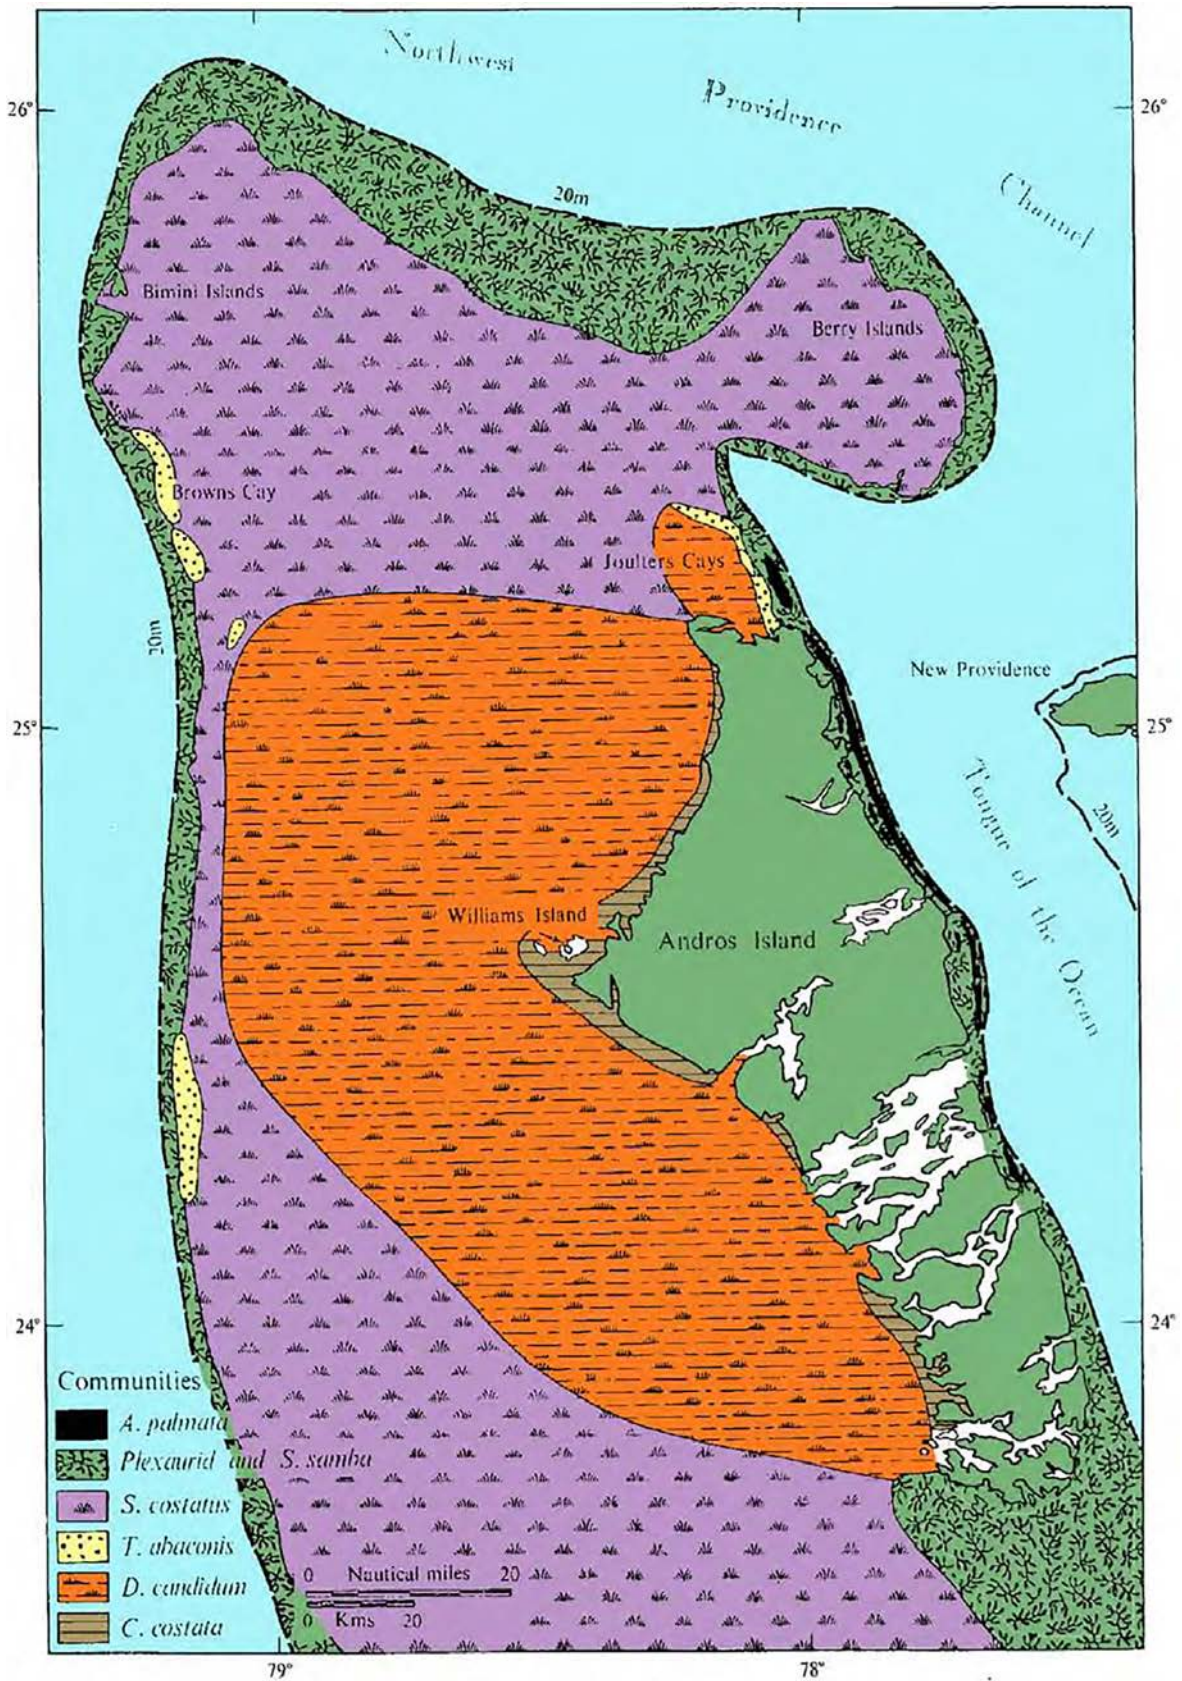 Northwest
Providence
Channel
26°
26°
20m
Bimini Islands
Berry Islands
Browns Cay
Joulters Cays
20m
New Providence
25°
25°
20m
Tongue of the Ocean
Williams Island
Andros Island
24°
24°
Communities
A. palmata
Plexaurid and S. samba
S. costatus
T. abaconis
D. candidum
C. costata
0 Nautical miles 20
0 Kms 20
79°
78°